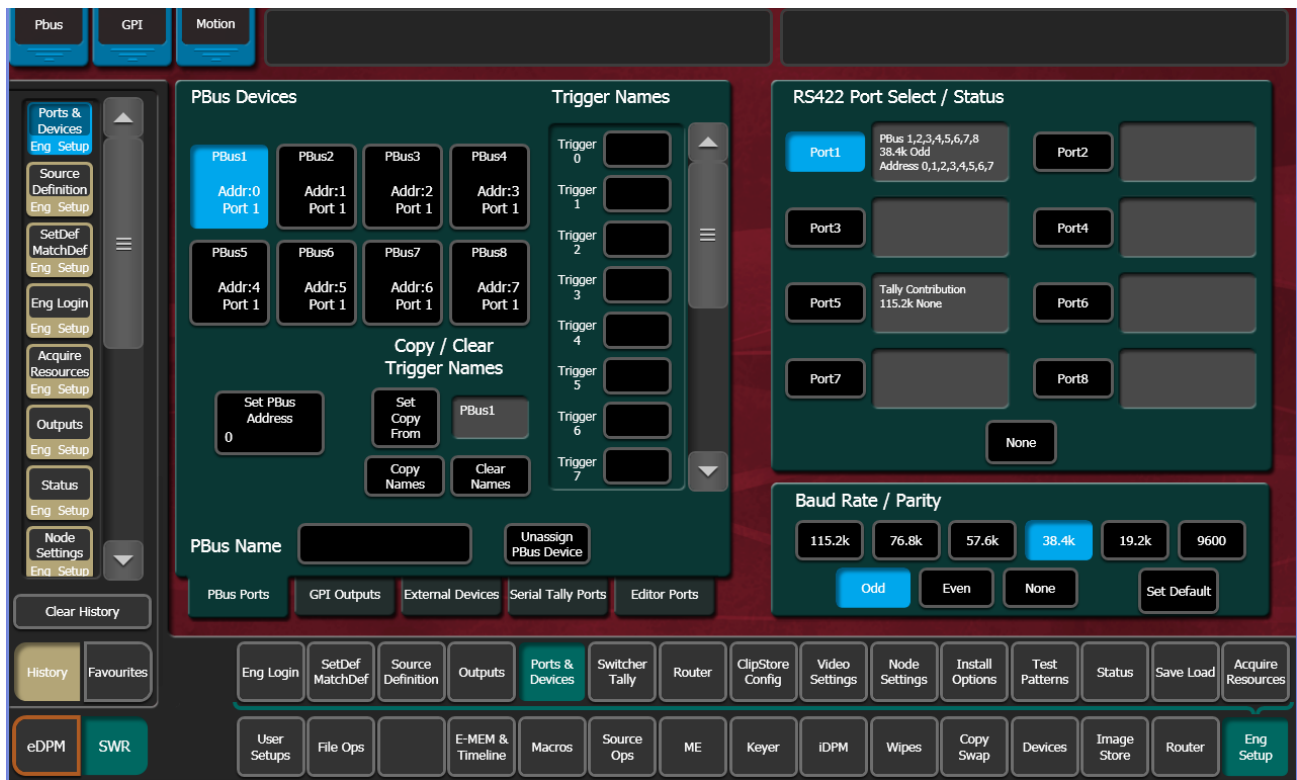 Pbus
GPI
Motion
Ports &
Devices
Eng Setup
Source
Definition
Eng Setup
SetDef
MatchDef
Eng Setup
Eng Login
Eng Setup
Acquire
Resources
Eng Setup
Outputs
Eng Setup
Status
Eng Setup
Node
Settings
Eng Setup
Clear History
History
Favourites
eDPM
SWR
PBus Devices
PBus1
Addr:0
Port 1
PBus2
Addr:1
Port 1
PBus3
Addr:2
Port 1
PBus4
Addr:3
Port 1
PBus5
Addr:4
Port 1
PBus6
Addr:5
Port 1
PBus7
Addr:6
Port 1
PBus8
Addr:7
Port 1
Copy / Clear
Trigger Names
Set PBus
Address
0
Set
Copy
From
PBus1
Copy
Names
Clear
Names
PBus Name
Unassign
PBus Device
Trigger Names
Trigger
0
Trigger
1
Trigger
2
Trigger
3
Trigger
4
Trigger
5
Trigger
6
Trigger
7
PBus Ports
GPI Outputs
External Devices
Serial Tally Ports
Editor Ports
RS422 Port Select / Status
Port1
PBus 1,2,3,4,5,6,7,8
38.4k Odd
Address 0,1,2,3,4,5,6,7
Port2
Port3
Port4
Port5
Tally Contribution
115.2k None
Port6
Port7
Port8
None
Baud Rate / Parity
115.2k
76.8k
57.6k
38.4k
19.2k
9600
Odd
Even
None
Set Default
Eng Login
SetDef
MatchDef
Source
Definition
Outputs
Ports &
Devices
Switcher
Tally
Router
ClipStore
Config
Video
Settings
Node
Settings
Install
Options
Test
Patterns
Status
Save Load
Acquire
Resources
User
Setups
File Ops
E-MEM &
Timeline
Macros
Source
Ops
ME
Keyer
iDPM
Wipes
Copy
Swap
Devices
Image
Store
Router
Eng
Setup